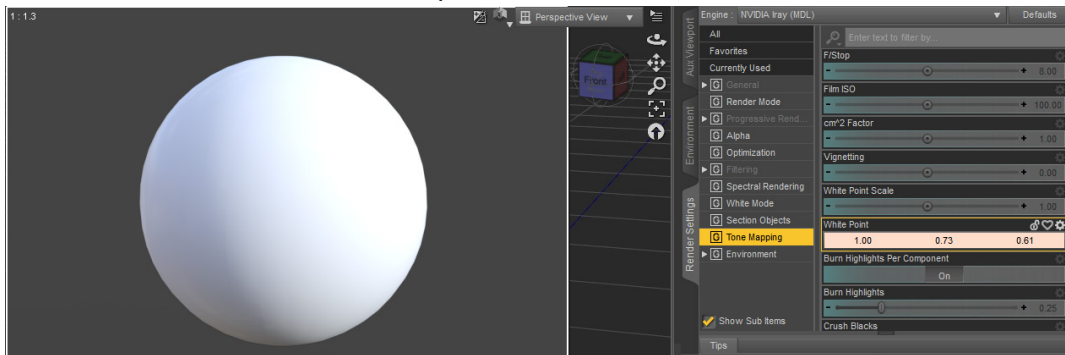 1 : 1.3
Perspective View
Front
Aux Viewport
Environment
Render Settings
Engine : NVIDIA Iray (MDL)
Defaults
All
Favorites
Currently Used
G General
G Render Mode
G Progressive Rend...
G Alpha
G Optimization
G Filtering
G Spectral Rendering
G White Mode
G Section Objects
G Tone Mapping
G Environment
Show Sub Items
Enter text to filter by...
F/Stop
- + 8.00
Film ISO
- + 100.00
cm^2 Factor
- + 1.00
Vignetting
- + 0.00
White Point Scale
- + 1.00
White Point
1.00 0.73 0.61
Burn Highlights Per Component
On
Burn Highlights
- + 0.25
Crush Blacks
Tips